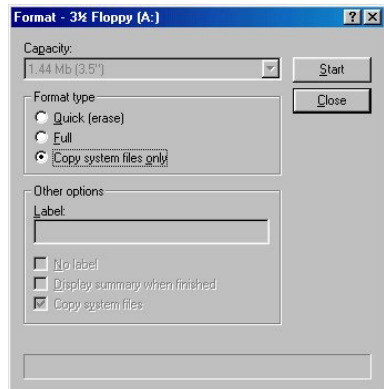 Format - 3½ Floppy (A:)
Capacity:
1.44 Mb (3.5")
Start
Format type
Close
Quick (erase)
Full
Copy system files only
Other options
Label:
No label
Display summary when finished
Copy system files